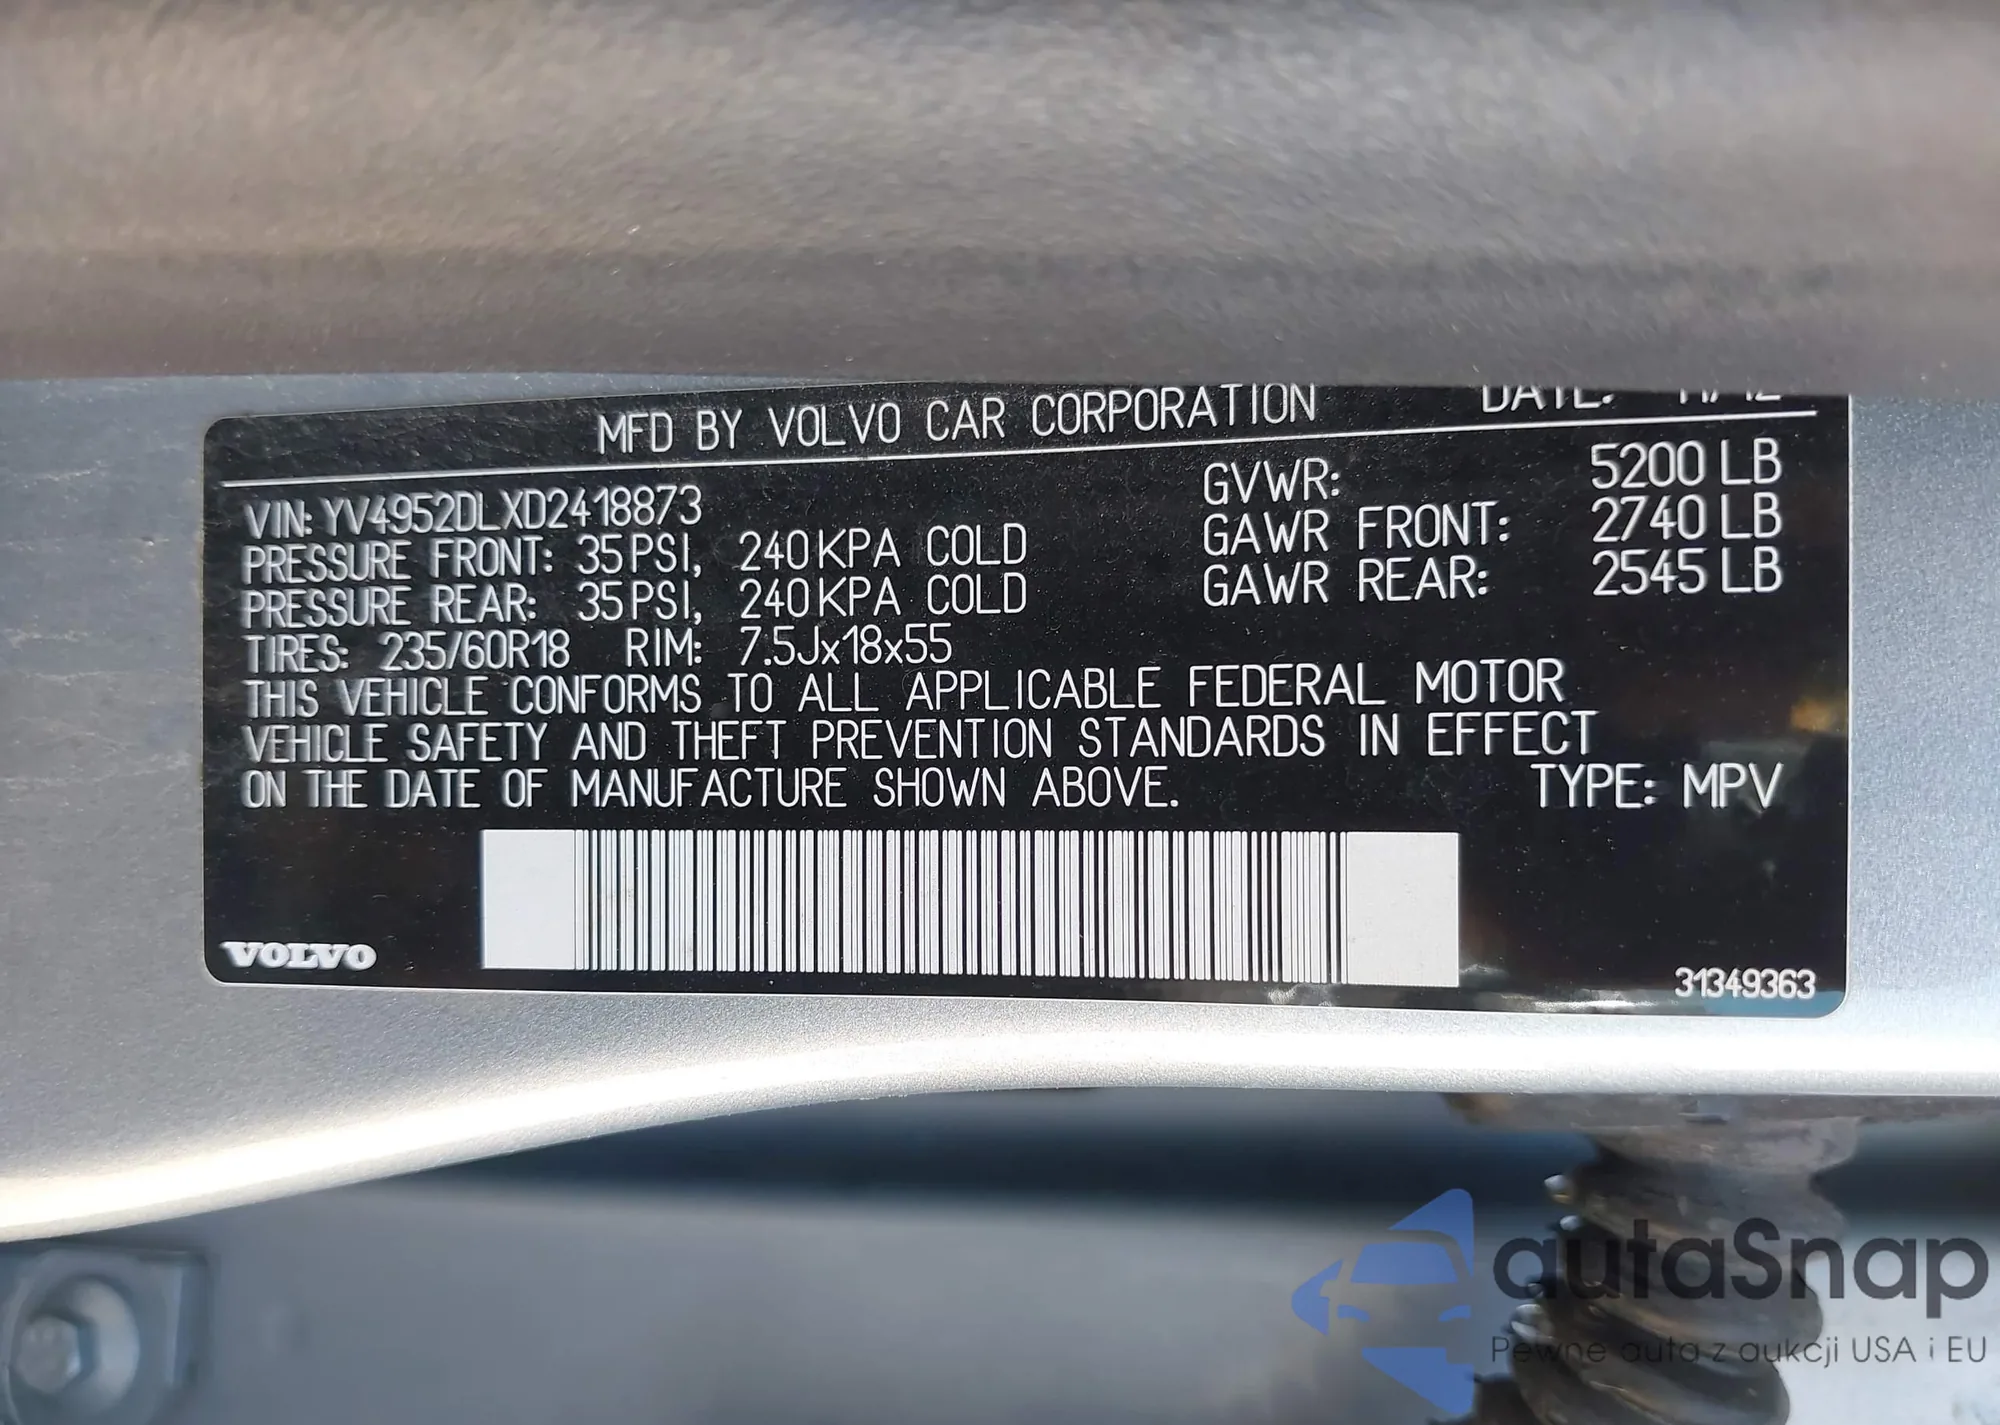 MFD BY VOLVO CAR CORPORATION DATE:
VIN: YV4952DLXD2418873
GVWR: 5200 LB
PRESSURE FRONT: 35PSI, 240KPA COLD
GAWR FRONT: 2740 LB
PRESSURE REAR: 35PSI, 240KPA COLD
GAWR REAR: 2545 LB
TIRES: 235/60R18 RIM: 7.5Jx18x55
THIS VEHICLE CONFORMS TO ALL APPLICABLE FEDERAL MOTOR
VEHICLE SAFETY AND THEFT PREVENTION STANDARDS IN EFFECT
ON THE DATE OF MANUFACTURE SHOWN ABOVE. TYPE: MPV
VOLVO
31349363
autaSnap
Pewne auta z aukcji USA i EU